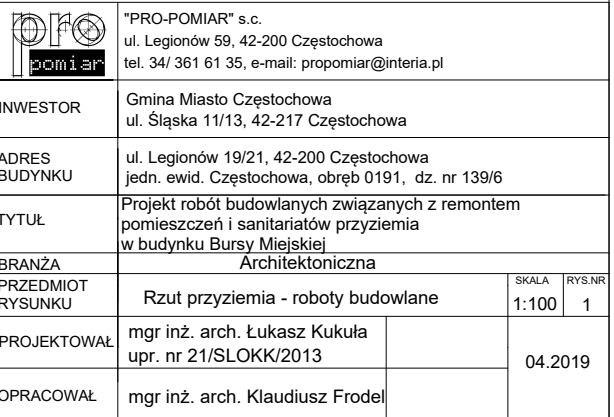 pro
pomiar
"PRO-POMIAR" s.c.
ul. Legionów 59, 42-200 Częstochowa
tel. 34/ 361 61 35, e-mail: propomiar@interia.pl
INWESTOR
Gmina Miasto Częstochowa
ul. Śląska 11/13, 42-217 Częstochowa
ADRES
BUDYNKU
ul. Legionów 19/21, 42-200 Częstochowa
jedn. ewid. Częstochowa, obręb 0191, dz. nr 139/6
TYTUŁ
Projekt robót budowlanych związanych z remontem
pomieszczeń i sanitariatów przyziemia
w budynku Bursy Miejskiej
BRANŻA
Architektoniczna
PRZEDMIOT
RYSUNKU
Rzut przyziemia - roboty budowlane
SKALA
1:100
RYS.NR
1
PROJEKTOWAŁ
mgr inż. arch. Łukasz Kukuła
upr. nr 21/SLOKK/2013
04.2019
OPRACOWAŁ
mgr inż. arch. Klaudiusz Frodel